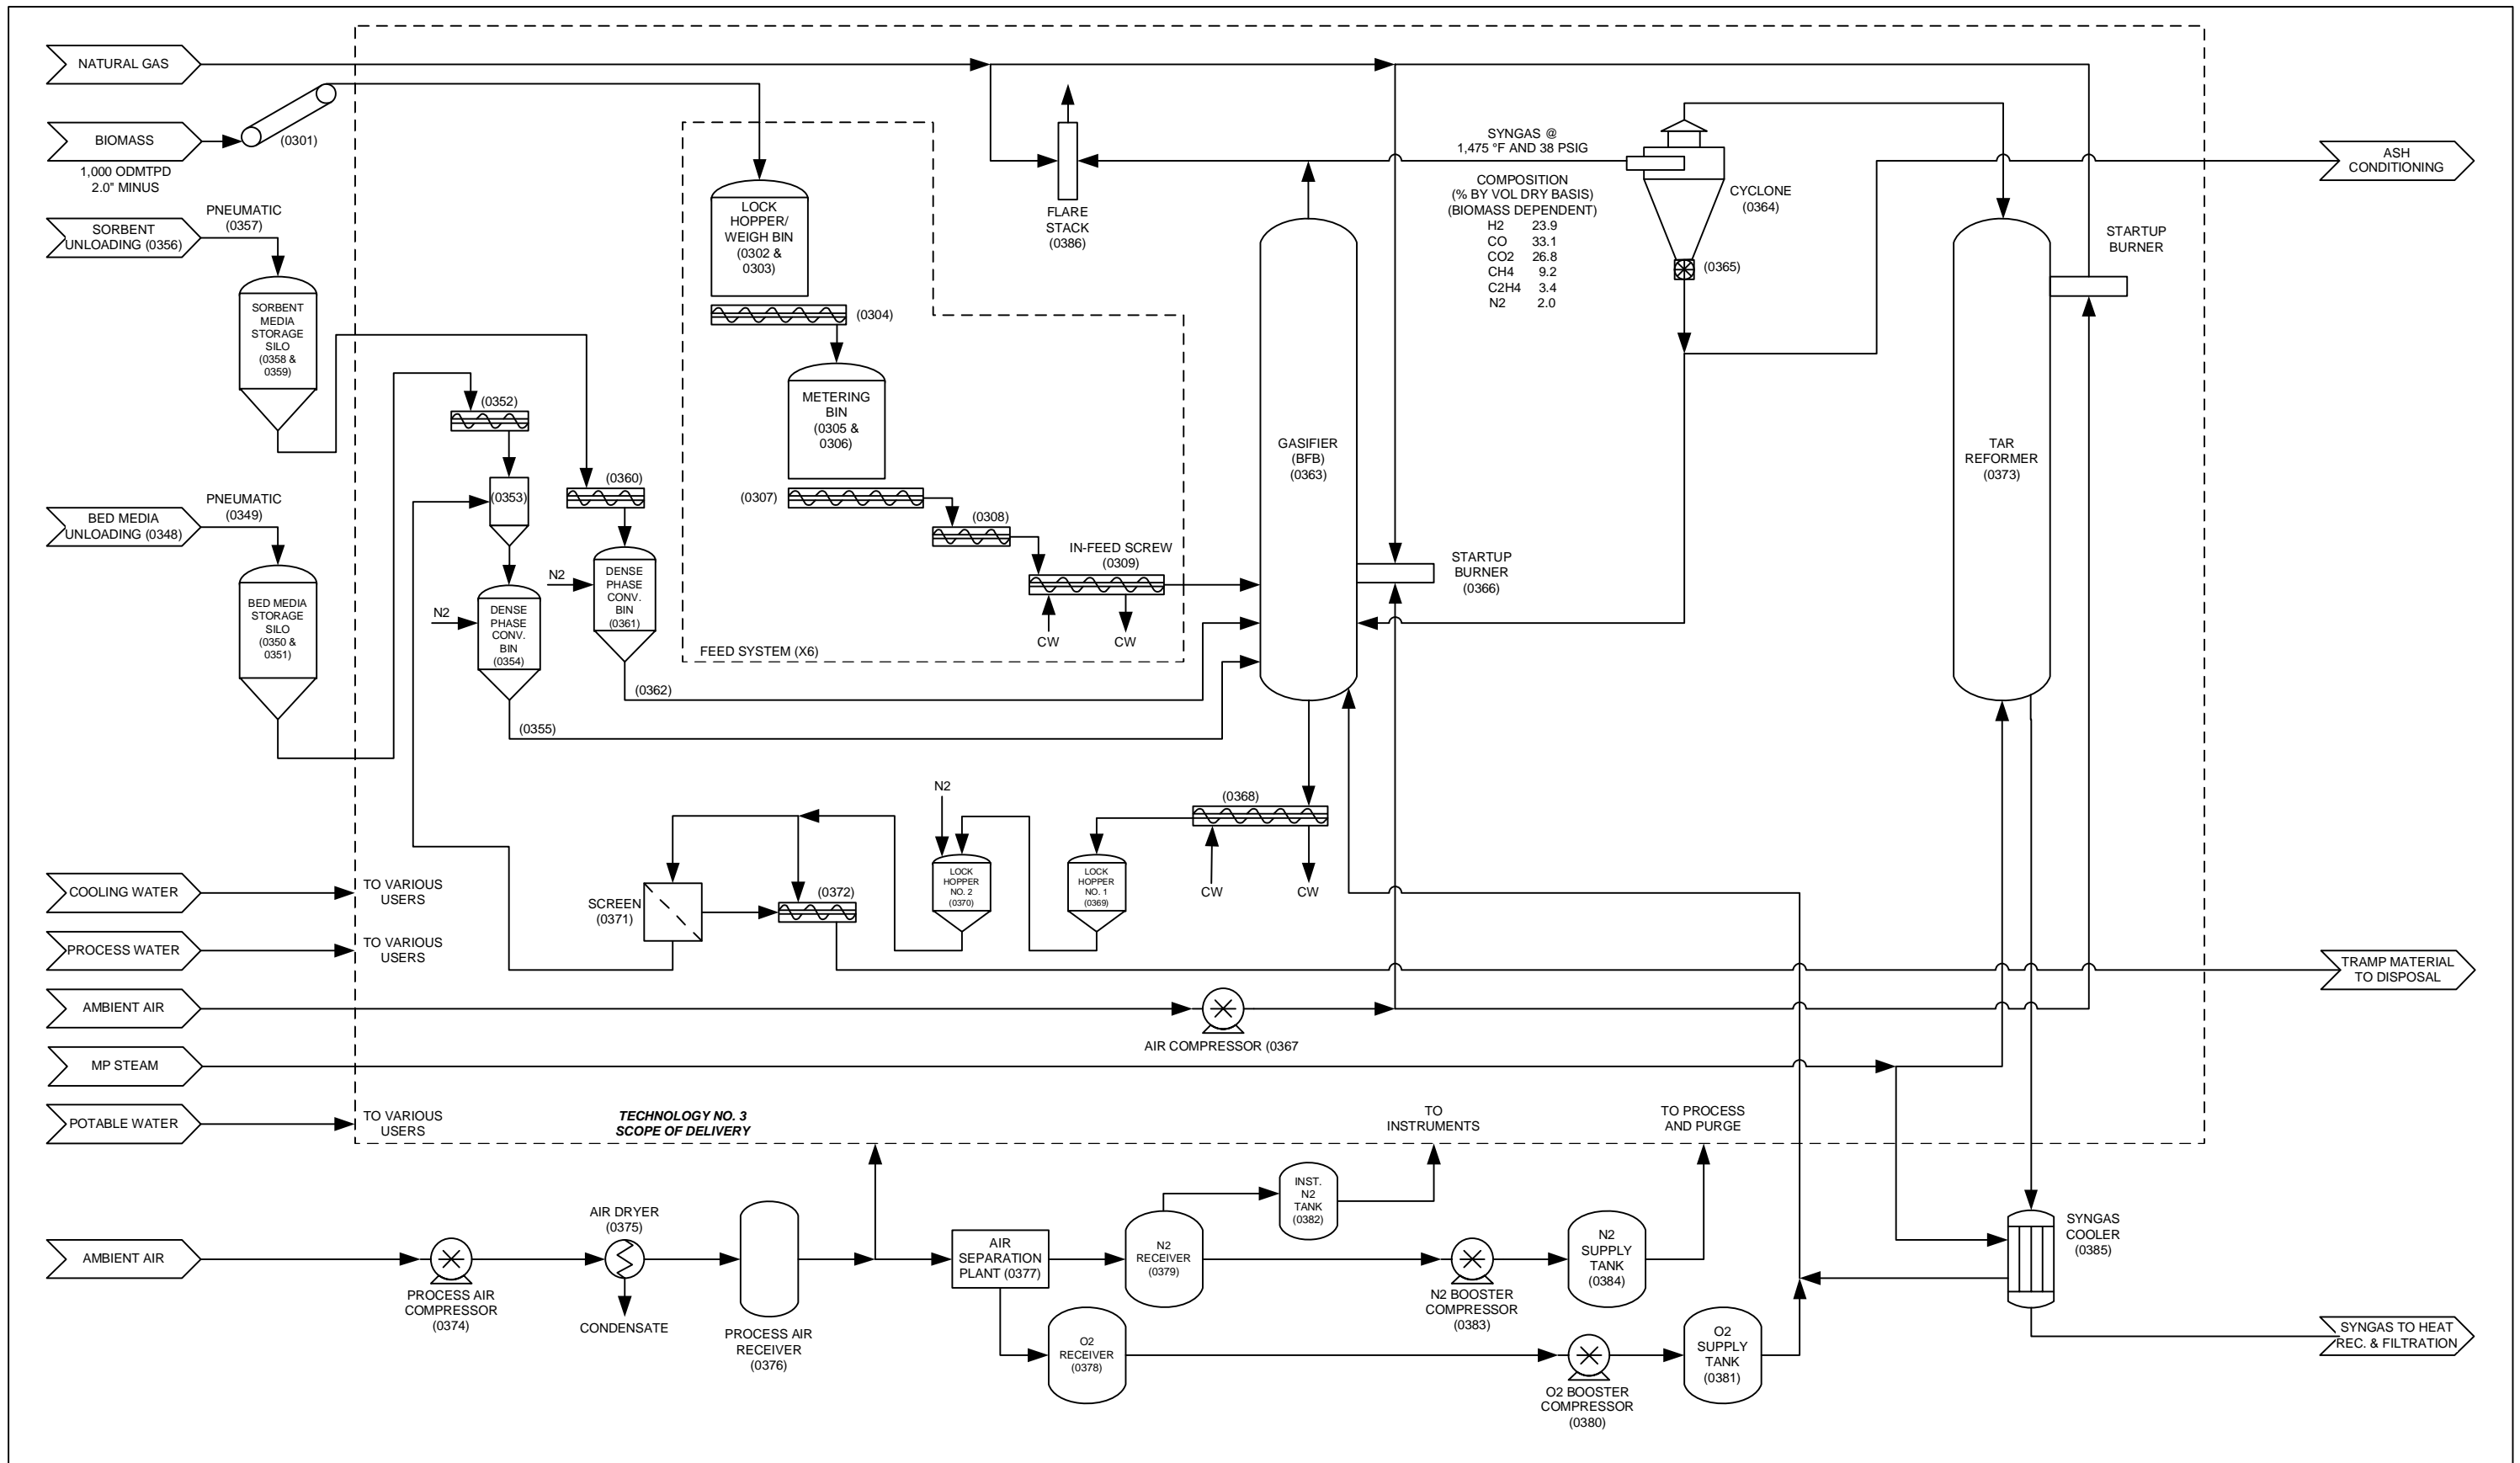 NATURAL GAS
BIOMASS
(0301)
1,000 ODMTPD
2.0" MINUS
PNEUMATIC
(0357)
SORBENT
UNLOADING (0356)
SORBENT
MEDIA
STORAGE
SILO
(0358 &
0359)
PNEUMATIC
(0349)
BED MEDIA
UNLOADING (0348)
BED MEDIA
STORAGE
SILO
(0350 &
0351)
COOLING WATER
TO VARIOUS
USERS
PROCESS WATER
TO VARIOUS
USERS
AMBIENT AIR
MP STEAM
POTABLE WATER
TO VARIOUS
USERS
AMBIENT AIR
(0352)
(0353)
N2
DENSE
PHASE
CONV.
BIN
(0354)
(0355)
(0360)
N2
DENSE
PHASE
CONV.
BIN
(0361)
(0362)
LOCK
HOPPER/
WEIGH BIN
(0302 &
0303)
(0304)
METERING
BIN
(0305 &
0306)
(0307)
(0308)
IN-FEED SCREW
(0309)
CW
CW
FEED SYSTEM (X6)
FLARE
STACK
(0386)
GASIFIER
(BFB)
(0363)
SYNGAS @
1,475 °F AND 38 PSIG
COMPOSITION
(% BY VOL DRY BASIS)
(BIOMASS DEPENDENT)
H2 23.9
CO 33.1
CO2 26.8
CH4 9.2
C2H4 3.4
N2 2.0
CYCLONE
(0364)
(0365)
STARTUP
BURNER
(0366)
TAR
REFORMER
(0373)
STARTUP
BURNER
ASH
CONDITIONING
(0368)
CW
CW
N2
LOCK
HOPPER
NO. 2
(0370)
LOCK
HOPPER
NO. 1
(0369)
SCREEN
(0371)
(0372)
TRAMP MATERIAL
TO DISPOSAL
AIR COMPRESSOR (0367
TECHNOLOGY NO. 3
SCOPE OF DELIVERY
TO
INSTRUMENTS
TO PROCESS
AND PURGE
PROCESS AIR
COMPRESSOR
(0374)
AIR DRYER
(0375)
CONDENSATE
PROCESS AIR
RECEIVER
(0376)
AIR
SEPARATION
PLANT (0377)
N2
RECEIVER
(0379)
O2
RECEIVER
(0378)
INST.
N2
TANK
(0382)
N2 BOOSTER
COMPRESSOR
(0383)
N2
SUPPLY
TANK
(0384)
O2 BOOSTER
COMPRESSOR
(0380)
O2
SUPPLY
TANK
(0381)
SYNGAS
COOLER
(0385)
SYNGAS TO HEAT
REC. & FILTRATION